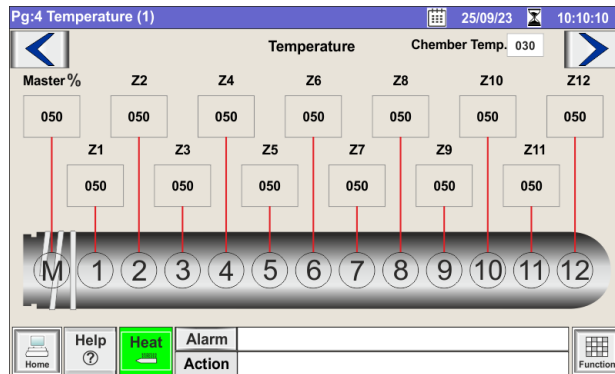 Pg:4 Temperature (1) 25/09/23 10:10:10
Temperature Chember Temp. 030
Master% Z2 Z4 Z6 Z8 Z10 Z12
050 050 050 050 050 050 050
Z1 Z3 Z5 Z7 Z9 Z11
050 050 050 050 050 050
M 1 2 3 4 5 6 7 8 9 10 11 12
Home Help ? Heat Alarm
Action Function